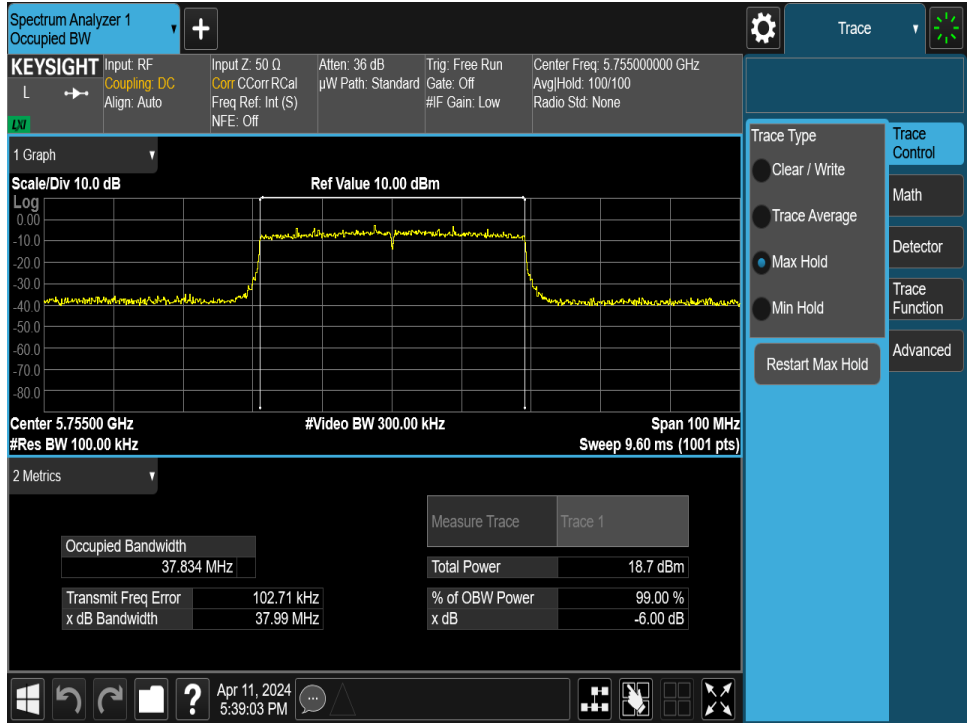 Spectrum Analyzer 1
Occupied BW
+
Trace
KEYSIGHT
L
LXI
Input: RF
Coupling: DC
Align: Auto
Input Z: 50 Ω
Corr CCorr RCal
Freq Ref: Int (S)
NFE: Off
Atten: 36 dB
µW Path: Standard
Trig: Free Run
Gate: Off
#IF Gain: Low
Center Freq: 5.755000000 GHz
Avg|Hold: 100/100
Radio Std: None
1 Graph
Scale/Div 10.0 dB
Ref Value 10.00 dBm
Log
0.00
-10.0
-20.0
-30.0
-40.0
-50.0
-60.0
-70.0
-80.0
Center 5.75500 GHz
#Video BW 300.00 kHz
Span 100 MHz
#Res BW 100.00 kHz
Sweep 9.60 ms (1001 pts)
2 Metrics
Measure Trace
Trace 1
Occupied Bandwidth
37.834 MHz
Total Power
18.7 dBm
Transmit Freq Error
102.71 kHz
% of OBW Power
99.00 %
x dB Bandwidth
37.99 MHz
x dB
-6.00 dB
Trace Type
Clear / Write
Trace Average
Max Hold
Min Hold
Restart Max Hold
Trace
Control
Math
Detector
Trace
Function
Advanced
?
Apr 11, 2024
5:39:03 PM